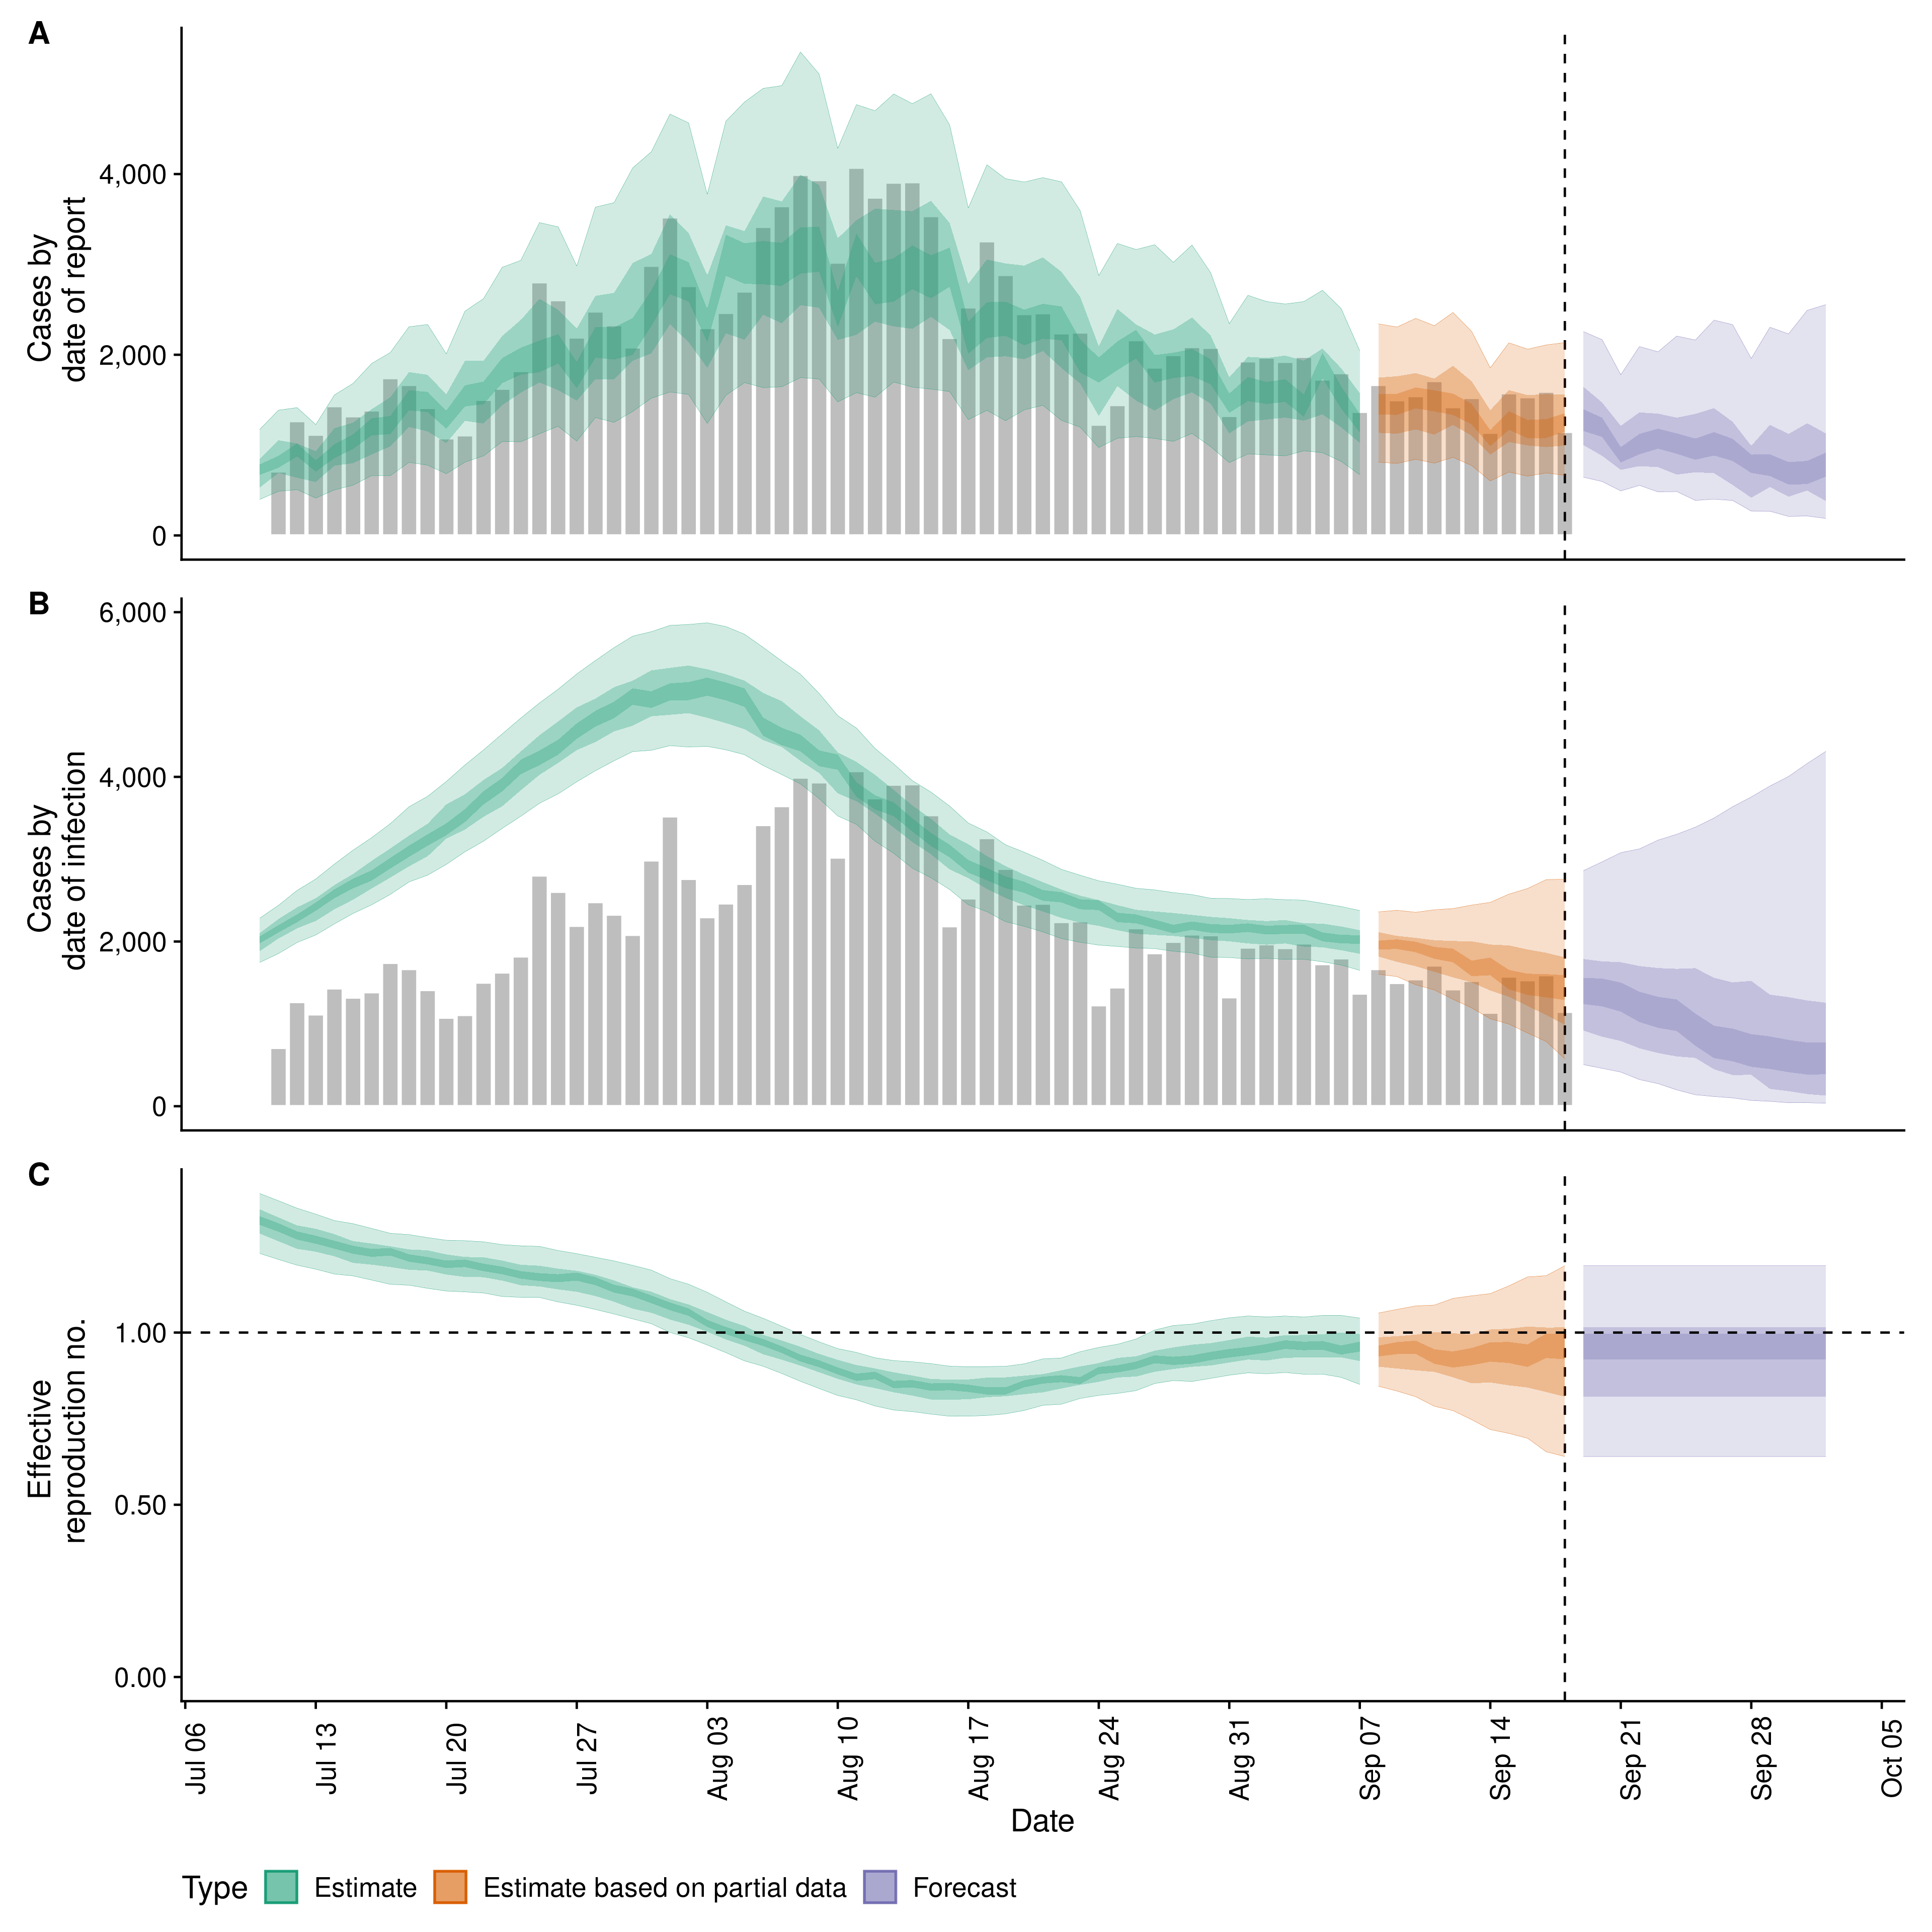 A
Cases by
date of report
4,000
2,000
0
B
Cases by
date of infection
6,000
4,000
2,000
0
C
Effective
reproduction no.
1.00
0.50
0.00
Jul 06
Jul 13
Jul 20
Jul 27
Aug 03
Aug 10
Aug 17
Aug 24
Aug 31
Sep 07
Sep 14
Sep 21
Sep 28
Oct 05
Date
Type
Estimate
Estimate based on partial data
Forecast